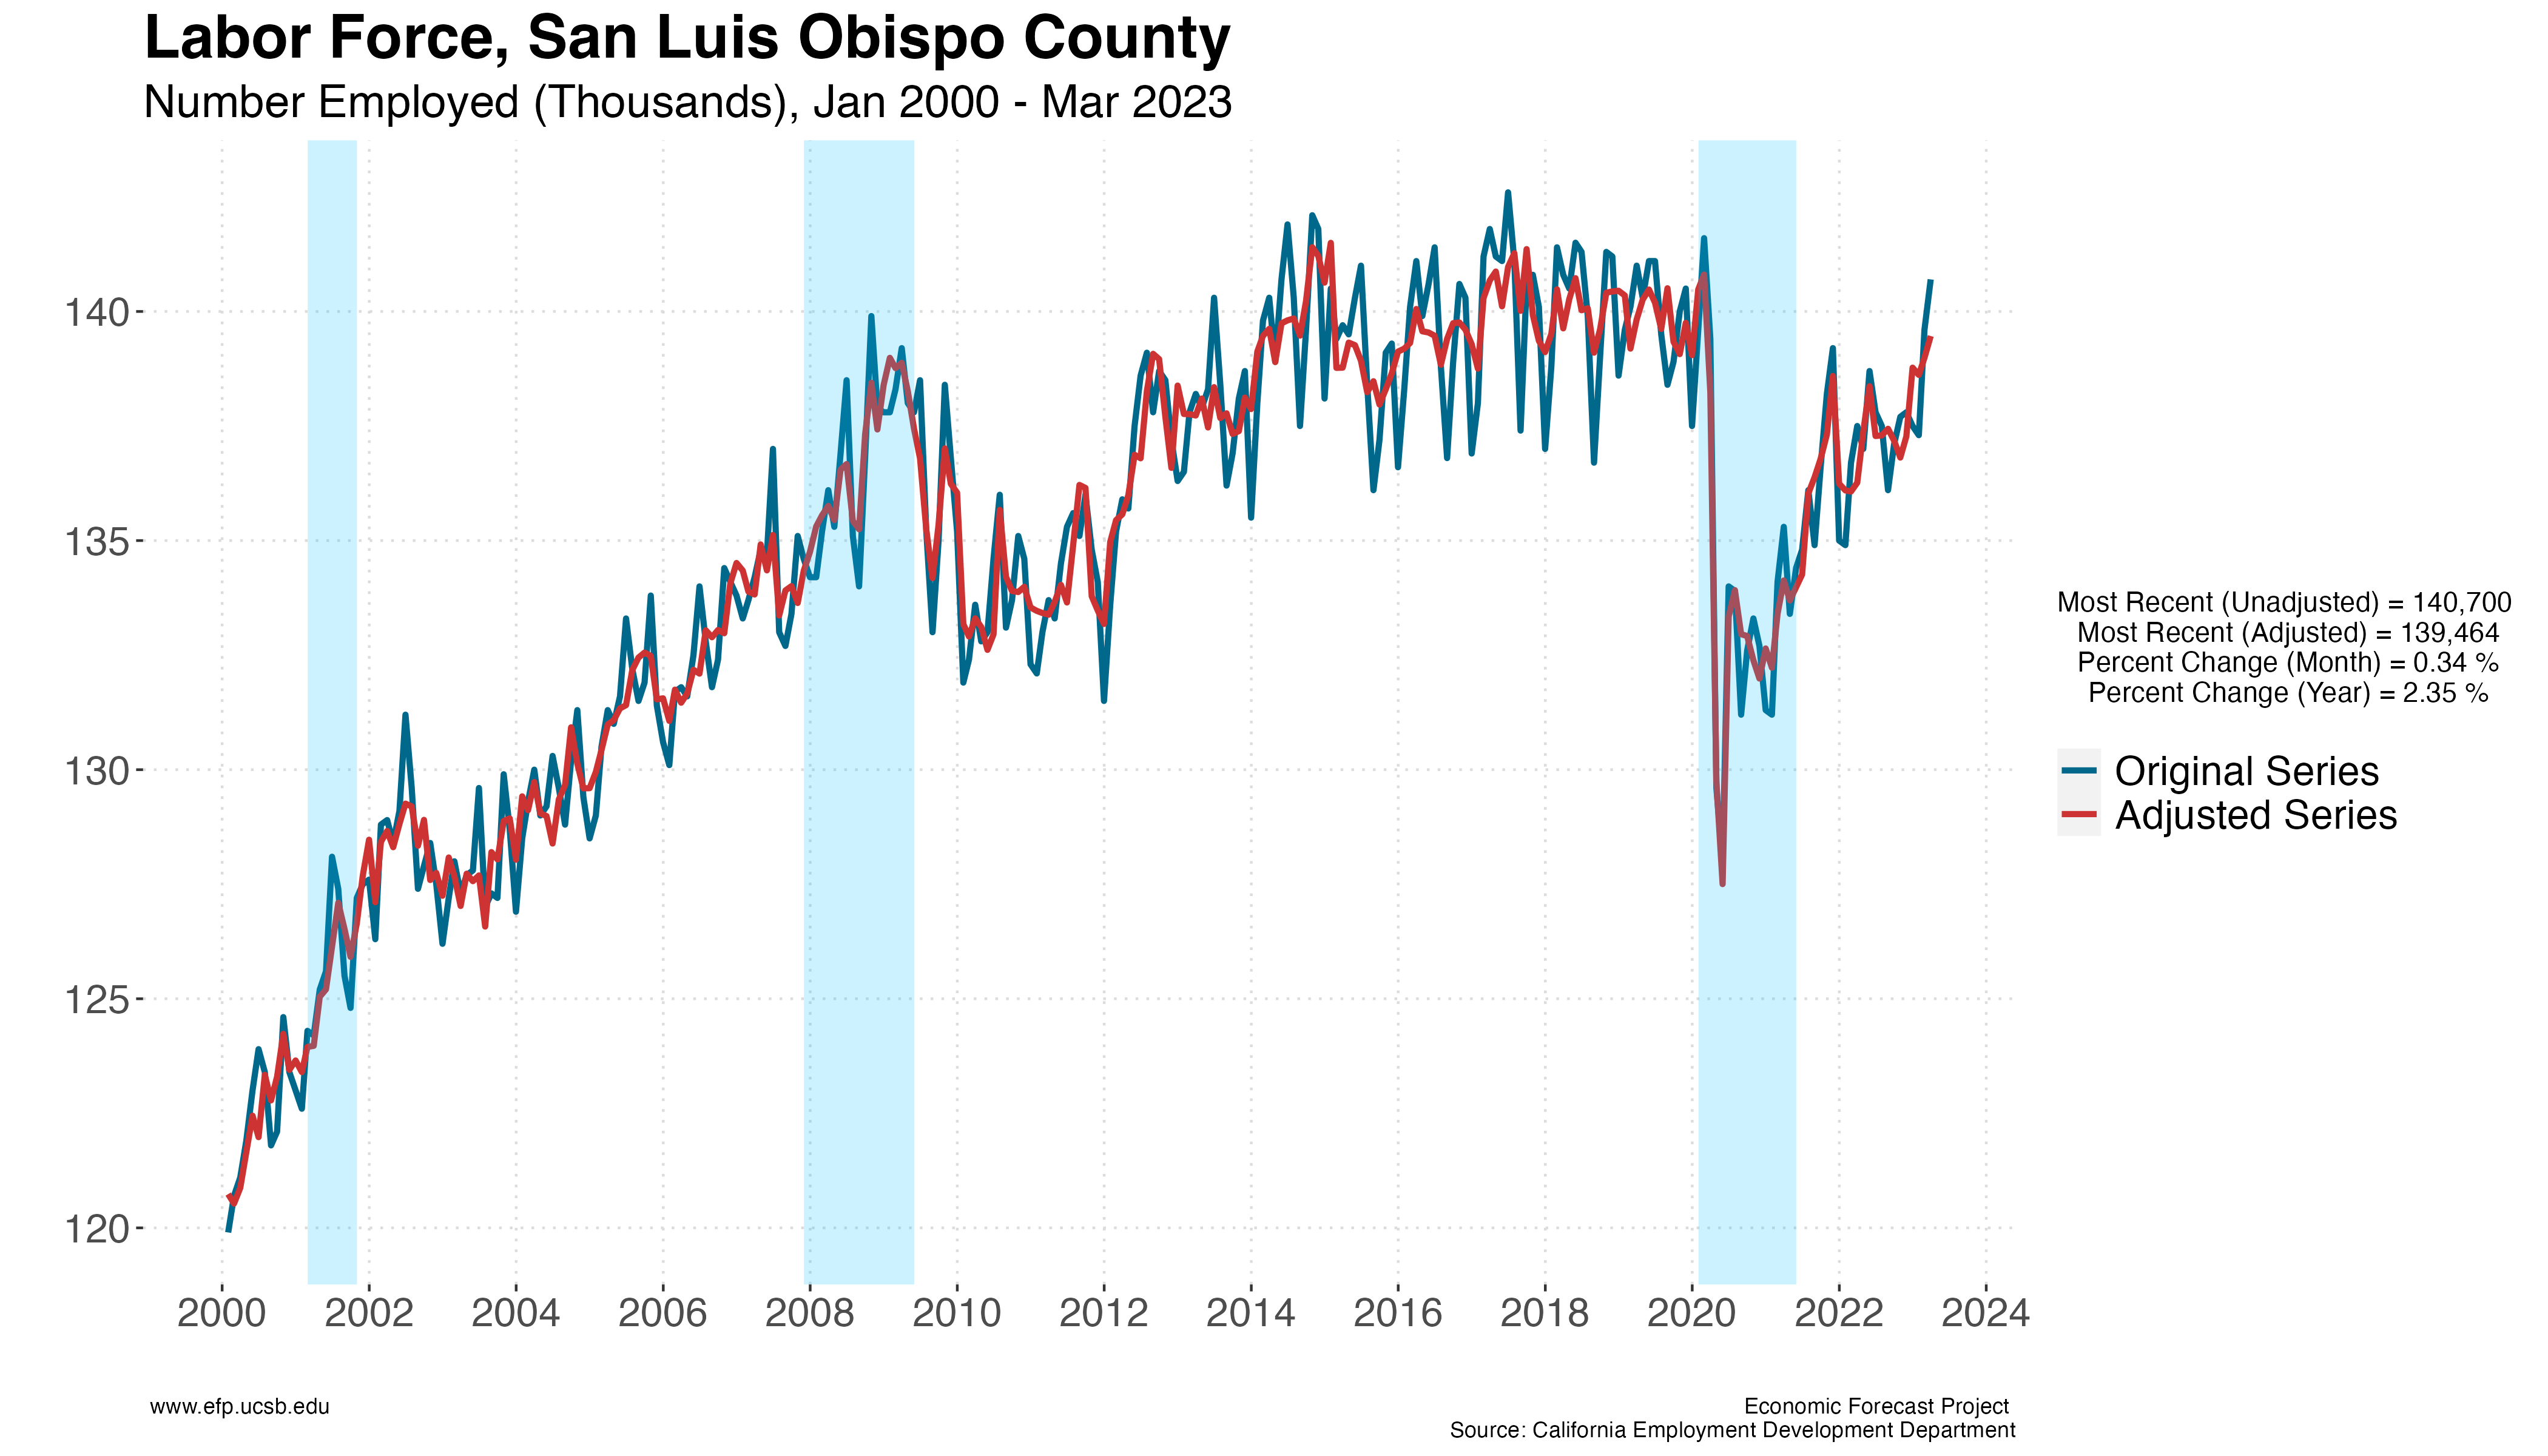 Labor Force, San Luis Obispo County
Number Employed (Thousands), Jan 2000 - Mar 2023
140
135
130
125
120
2000 2002 2004 2006 2008 2010 2012 2014 2016 2018 2020 2022 2024
Most Recent (Unadjusted) = 140,700
Most Recent (Adjusted) = 139,464
Percent Change (Month) = 0.34 %
Percent Change (Year) = 2.35 %
Original Series
Adjusted Series
www.efp.ucsb.edu
Economic Forecast Project
Source: California Employment Development Department